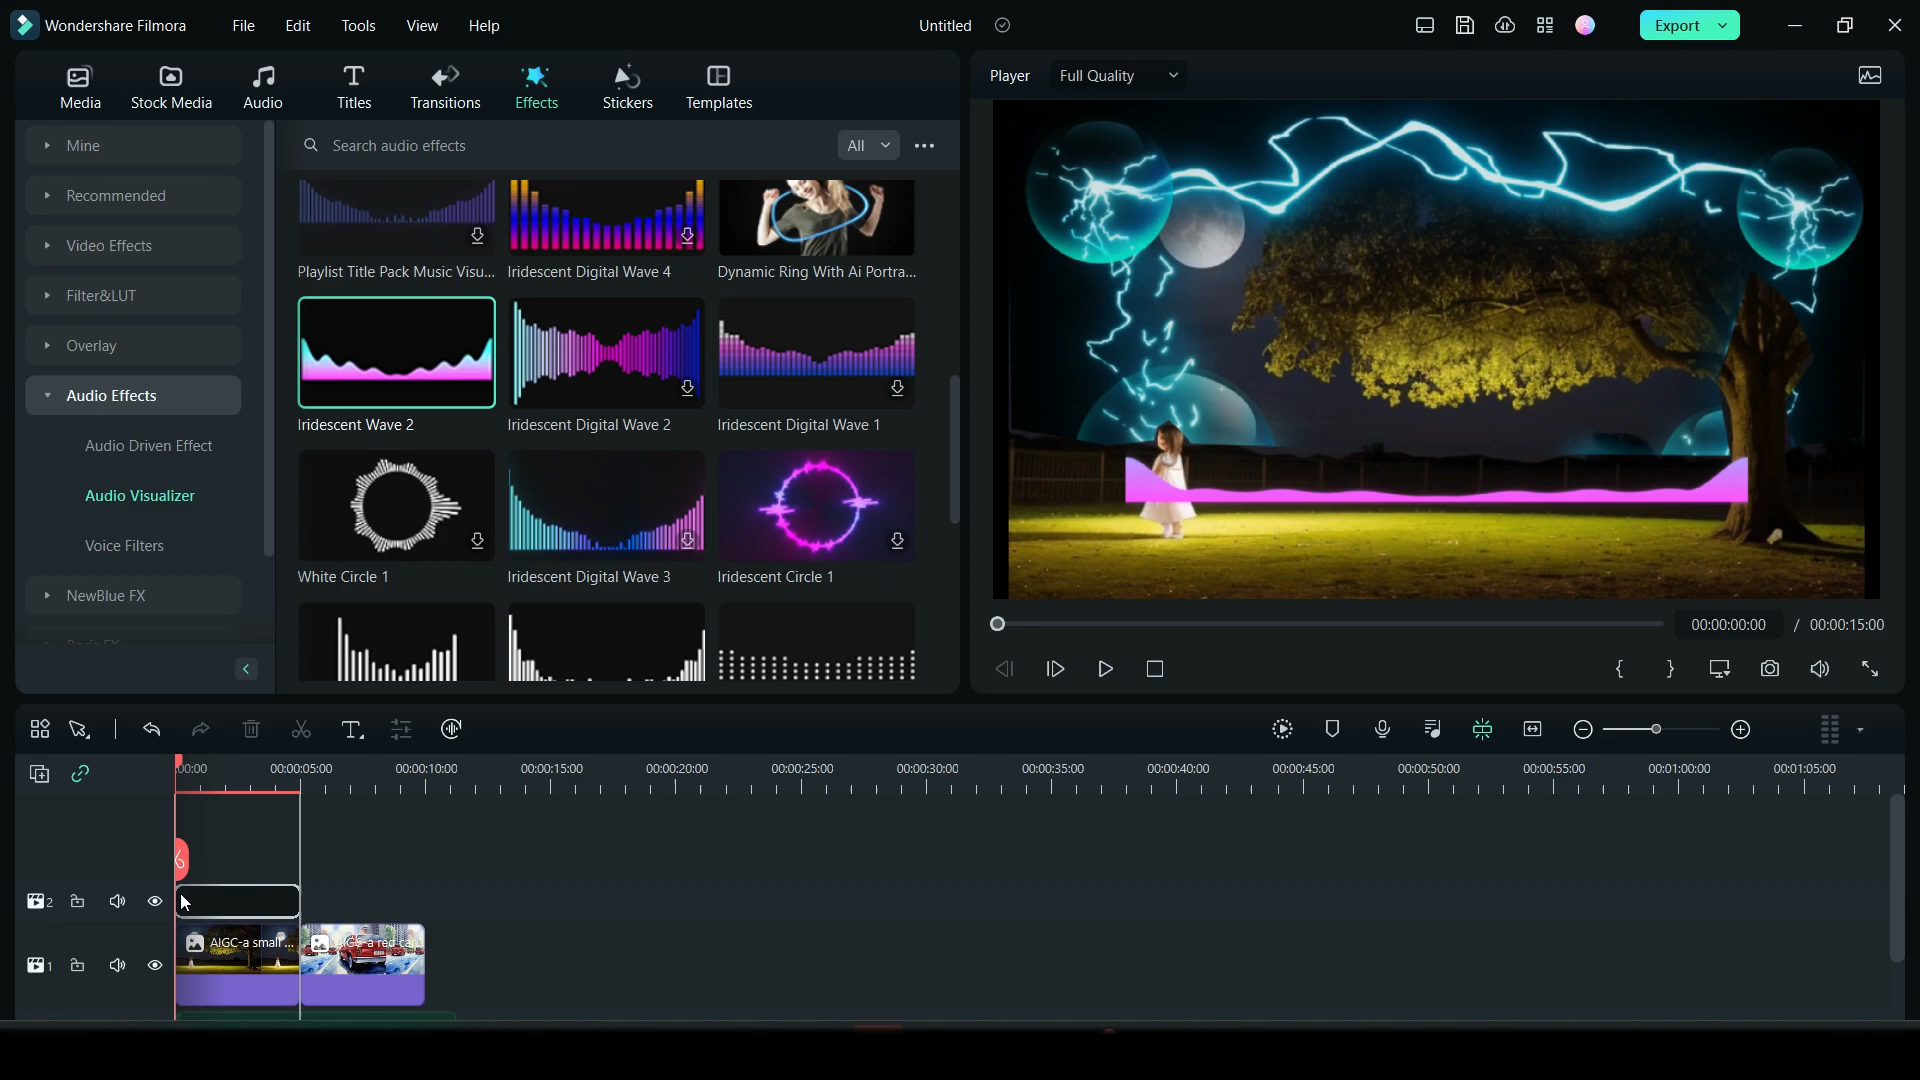 Wondershare Filmora
File
Edit
Tools
View
Help
Untitled
Export
Media
Stock Media
Audio
Titles
Transitions
Effects
Stickers
Templates
Player
Full Quality
Mine
Recommended
Video Effects
Filter&LUT
Overlay
Audio Effects
Audio Driven Effect
Audio Visualizer
Voice Filters
NewBlue FX
Search audio effects
All
Playlist Title Pack Music Visu...
Iridescent Digital Wave 4
Dynamic Ring With Ai Portra...
Iridescent Wave 2
Iridescent Digital Wave 2
Iridescent Digital Wave 1
White Circle 1
Iridescent Digital Wave 3
Iridescent Circle 1
00:00:00:00 / 00:00:15:00
:00:00
00:00:05:00
00:00:10:00
00:00:15:00
00:00:20:00
00:00:25:00
00:00:30:00
00:00:35:00
00:00:40:00
00:00:45:00
00:00:50:00
00:00:55:00
00:01:00:00
00:01:05:00
2
1
AIGC-a small ...
AIGC-a red car...